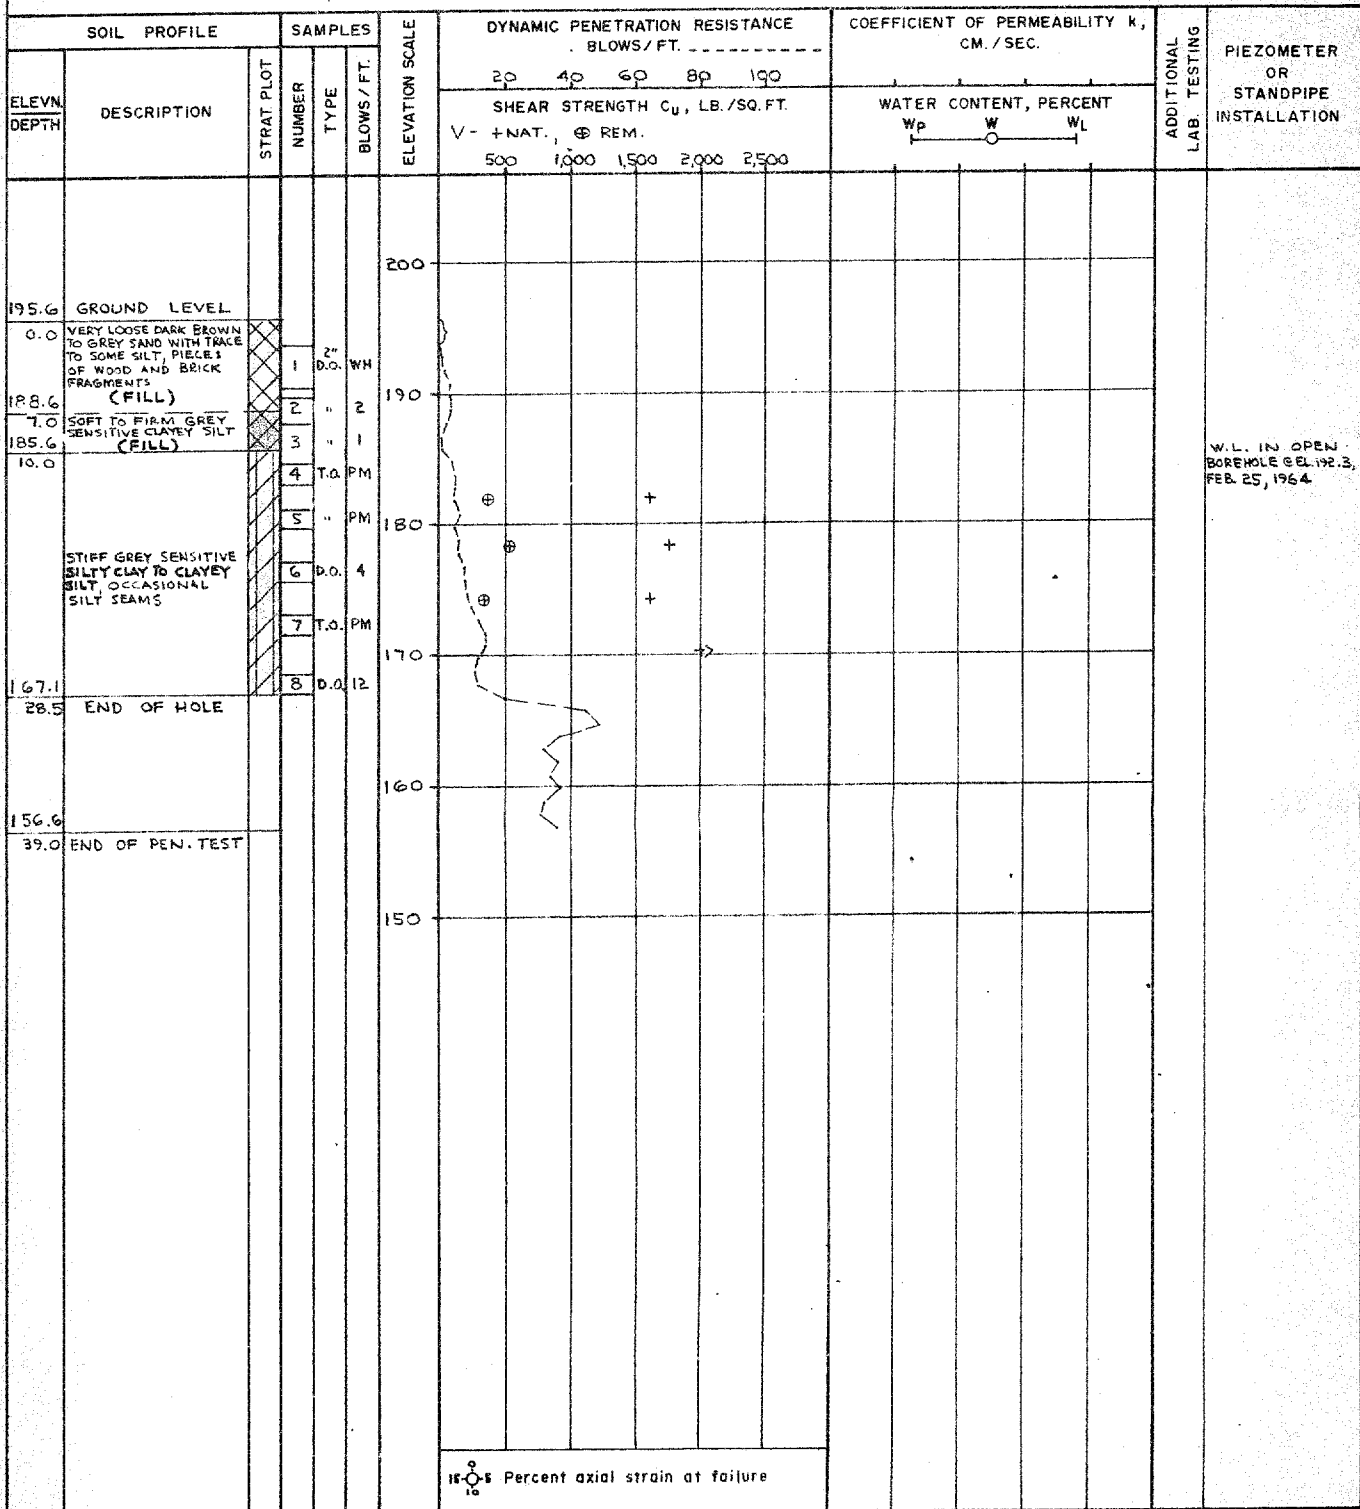 SOIL PROFILE
SAMPLES
ELEVATION SCALE
DYNAMIC PENETRATION RESISTANCE
BLOWS/FT. -----------
20 40 60 80 100
COEFFICIENT OF PERMEABILITY k,
CM./SEC.
ADDITIONAL
LAB. TESTING
PIEZOMETER
OR
STANDPIPE
INSTALLATION
ELEVN.
DEPTH
DESCRIPTION
STRAT PLOT
NUMBER
TYPE
BLOWS / FT.
SHEAR STRENGTH Cu, LB./SQ.FT.
V - + NAT., ⊕ REM.
500 1,000 1,500 2,000 2,500
WATER CONTENT, PERCENT
Wp W WL
200
195.6 GROUND LEVEL
0.0 VERY LOOSE DARK BROWN
TO GREY SAND WITH TRACE
TO SOME SILT, PIECES
OF WOOD AND BRICK
FRAGMENTS
(FILL)
1 2" D.O. WH
190
188.6
2 " 2
7.0 SOFT TO FIRM GREY
SENSITIVE CLAYEY SILT
(FILL)
185.6
3 " 1
10.0
4 T.O. PM
W.L. IN OPEN
BOREHOLE @ EL. 192.3,
FEB. 25, 1964
5 " PM
180
STIFF GREY SENSITIVE
SILTY CLAY TO CLAYEY
SILT, OCCASIONAL
SILT SEAMS
6 D.O. 4
7 T.O. PM
170
167.1
8 D.O. 12
28.5 END OF HOLE
160
156.6
39.0 END OF PEN. TEST
150
0
15 5 Percent axial strain at failure
10